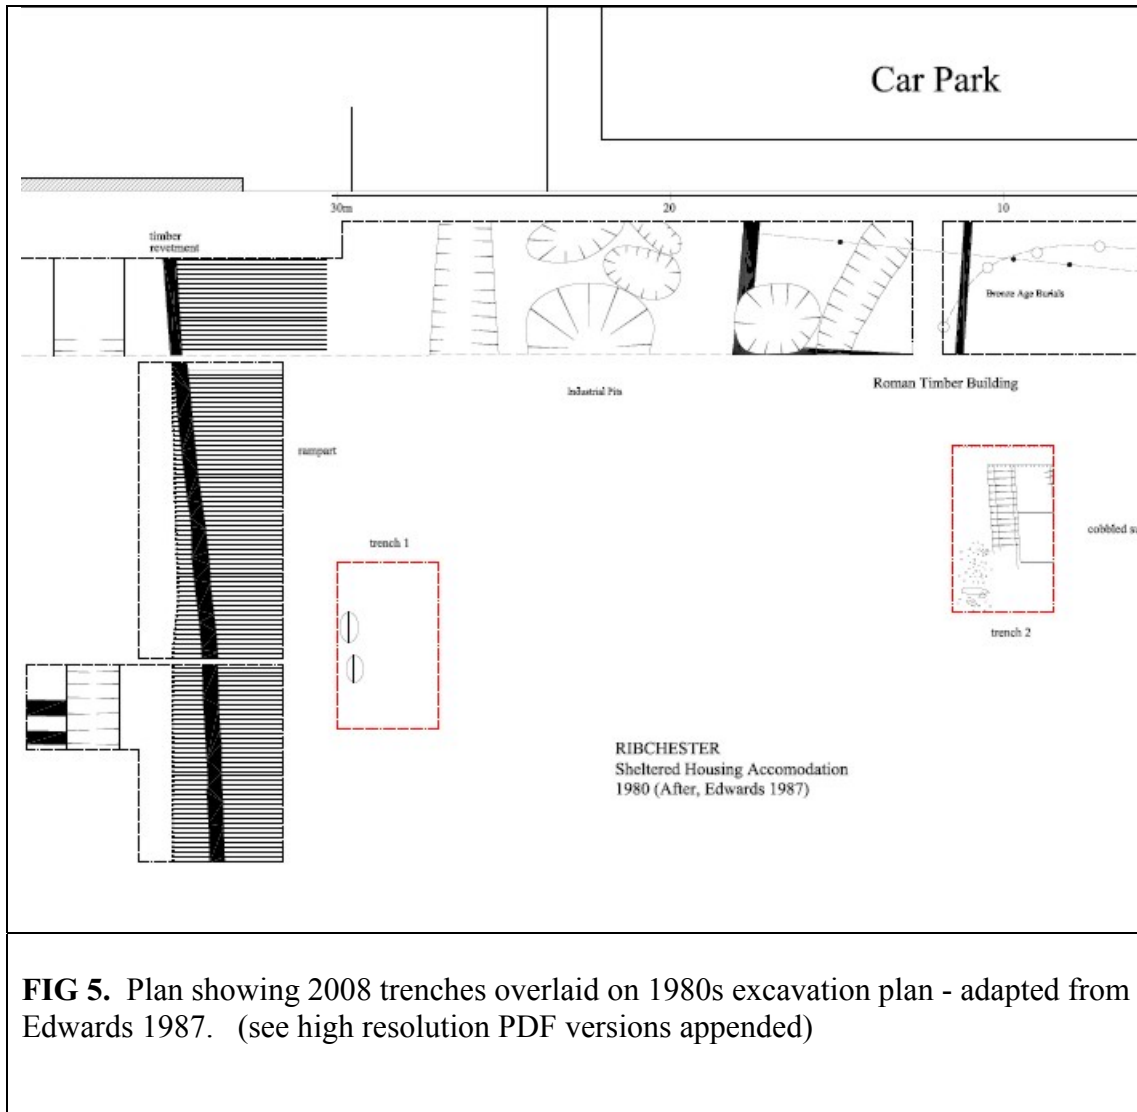 Car Park
30m
20
10
timber
revetment
Bronze Age Burials
Industrial Pits
Roman Timber Building
rampart
trench 1
cobbled
trench 2
RIBCHESTER
Sheltered Housing Accomodation
1980 (After, Edwards 1987)
FIG 5. Plan showing 2008 trenches overlaid on 1980s excavation plan - adapted from
Edwards 1987. (see high resolution PDF versions appended)